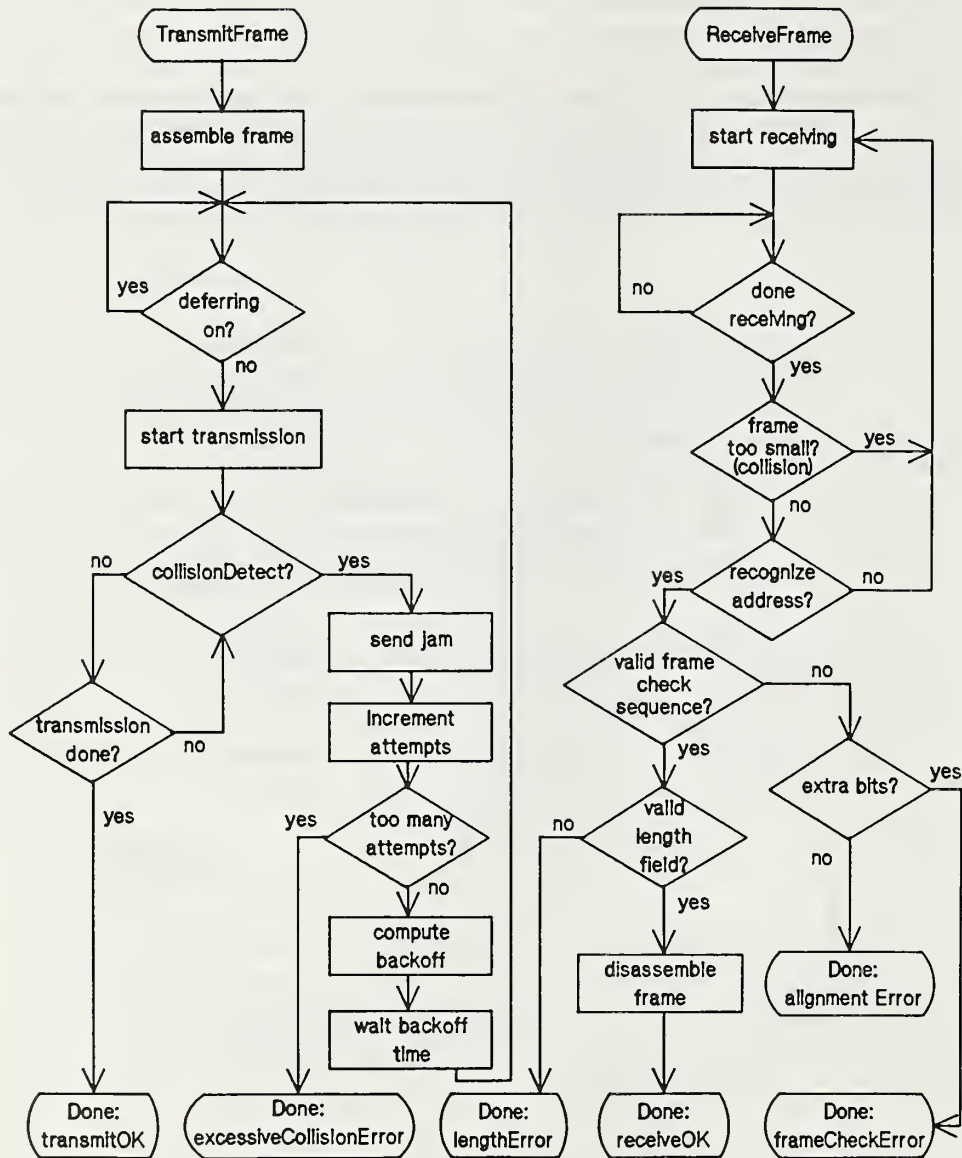 TransmitFrame
assemble frame
yes
deferring
on?
no
start transmission
no
collisionDetect?
yes
send jam
increment
attempts
transmission
done?
no
yes
yes
too many
attempts?
no
compute
backoff
wait backoff
time
Done:
transmitOK
Done:
excessiveCollisionError
ReceiveFrame
start receiving
no
done
receiving?
yes
frame
too small?
(collision)
yes
no
yes
recognize
address?
no
valid frame
check
sequence?
no
yes
extra bits?
yes
no
no
valid
length
field?
yes
disassemble
frame
Done:
alignment Error
Done:
lengthError
Done:
receiveOK
Done:
frameCheckError